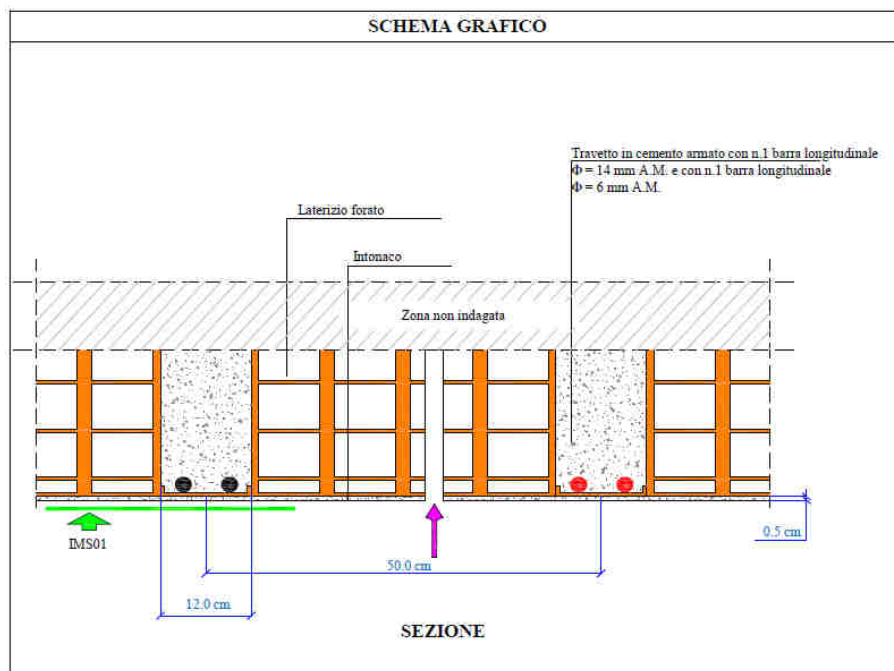 SCHEMA GRAFICO
Travetto in cemento armato con n.1 barra longitudinale
Φ = 14 mm A.M. e con n.1 barra longitudinale
Φ = 6 mm A.M.
Laterizio forato
Intonaco
Zona non indagata
IMS01
0.5 cm
50.0 cm
12.0 cm
SEZIONE